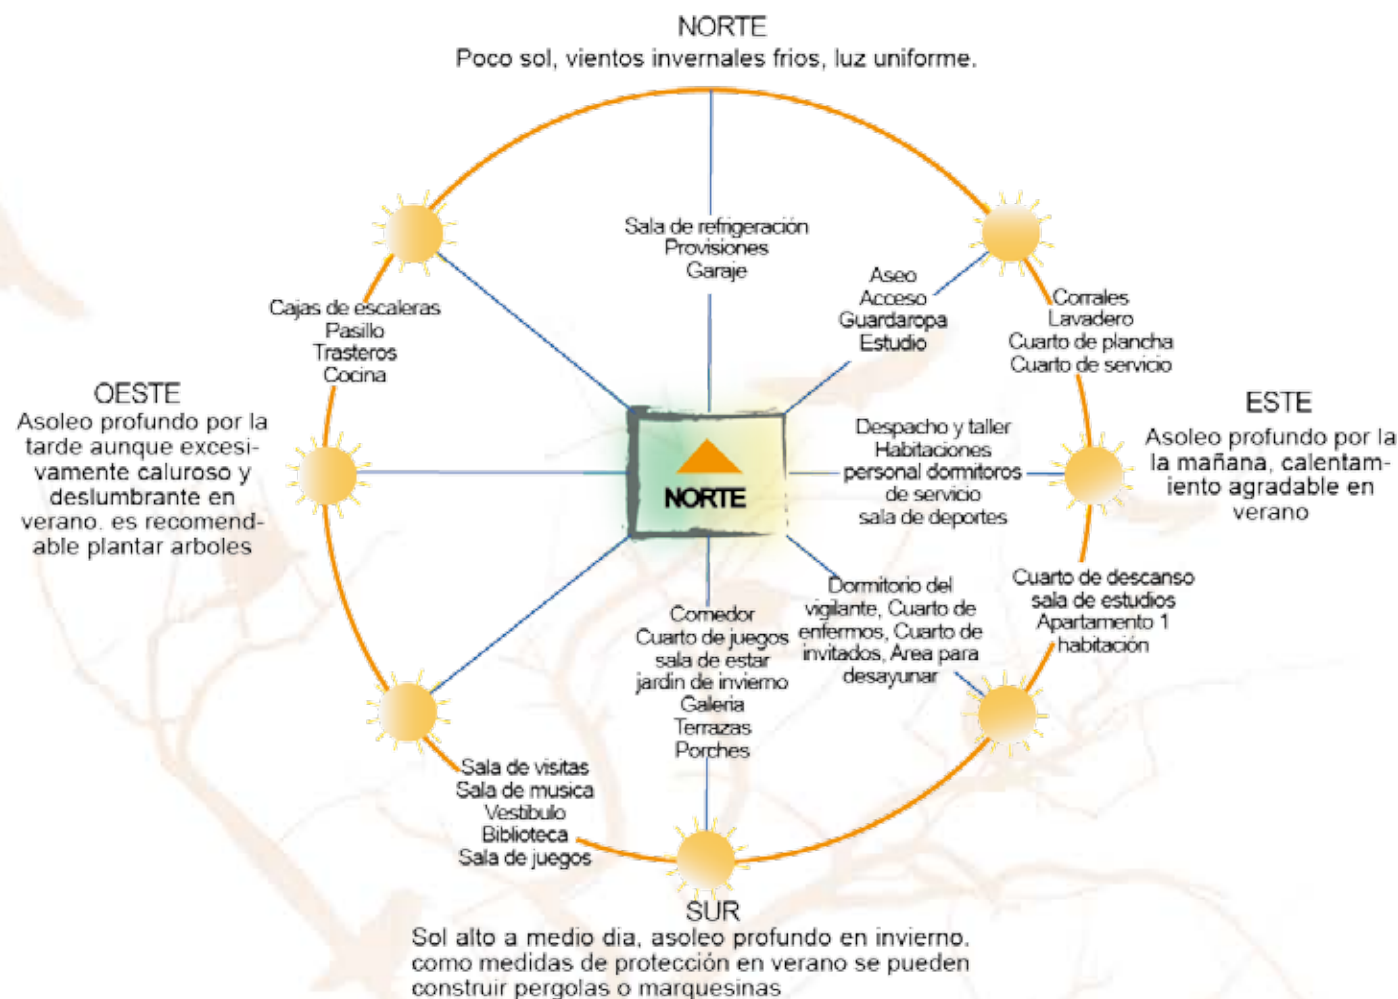 NORTE
Poco sol, vientos invernales frios, luz uniforme.
Sala de refrigeración
Provisiones
Garaje
Aseo
Acceso
Guardaropa
Estudio
Corrales
Lavadero
Cuarto de plancha
Cuarto de servicio
Cajas de escaleras
Pasillo
Trasteros
Cocina
OESTE
Asoleo profundo por la
tarde aunque excesi-
vamente caluroso y
deslumbrante en
verano. es recomend-
able plantar arboles
NORTE
Despacho y taller
Habitaciones
personal dormitoros
de servicio
sala de deportes
ESTE
Asoleo profundo por la
la mañana, calentam-
iento agradable en
verano
Cuarto de descanso
sala de estudios
Apartamento 1
habitación
Dormitorio del
vigilante, Cuarto de
enfermos, Cuarto de
invitados, Area para
desayunar
Comedor
Cuarto de juegos
sala de estar
jardin de invierno
Galeria
Terrazas
Porches
Sala de visitas
Sala de musica
Vestibulo
Biblioteca
Sala de juegos
SUR
Sol alto a medio dia, asoleo profundo en invierno.
como medidas de protección en verano se pueden
construir pergolas o marquesinas